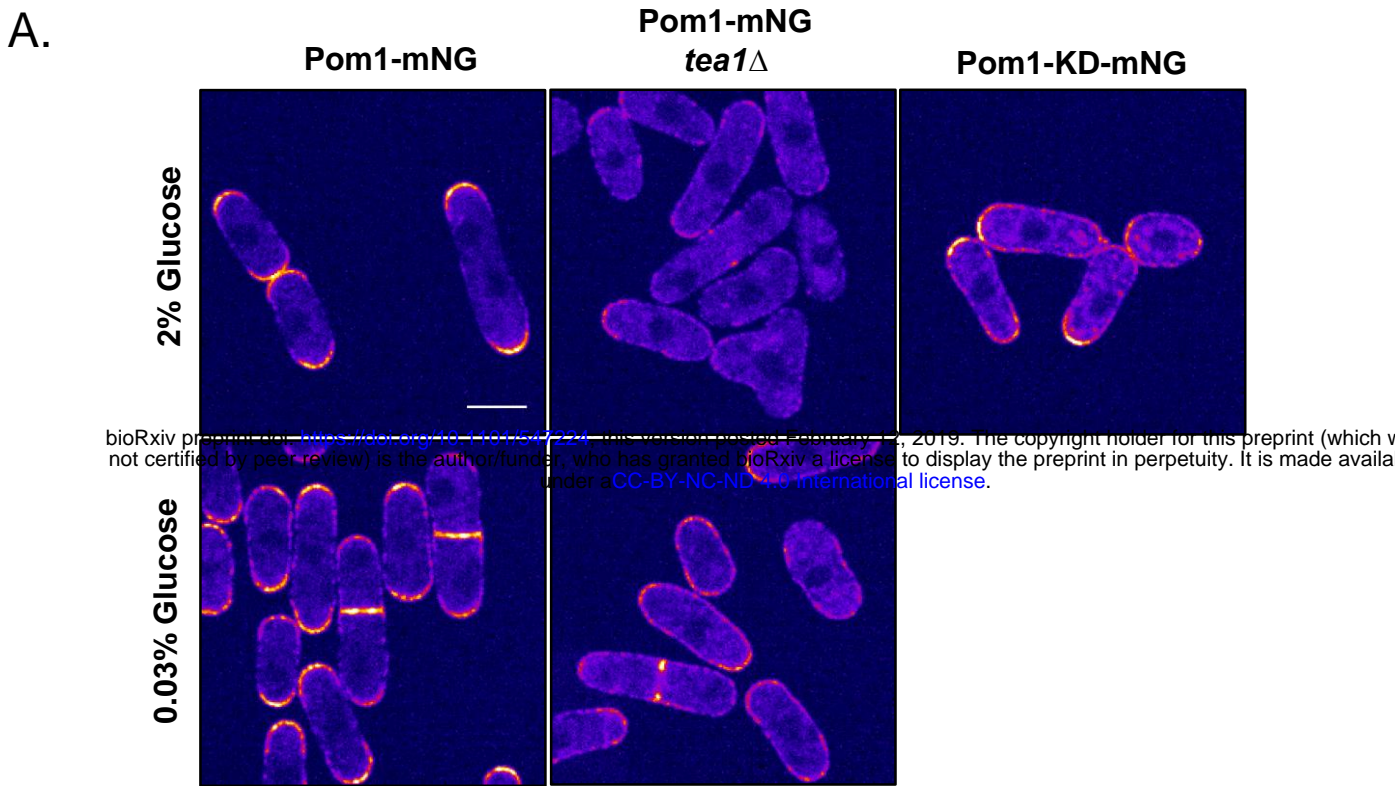 A.
Pom1-mNG
Pom1-mNG
tea1Δ
Pom1-KD-mNG
2% Glucose
bioRxiv preprint doi: https://doi.org/10.1101/547224; this version posted February 12, 2019. The copyright holder for this preprint (which w
not certified by peer review) is the author/funder, who has granted bioRxiv a license to display the preprint in perpetuity. It is made availa
under aCC-BY-NC-ND 4.0 International license.
0.03% Glucose